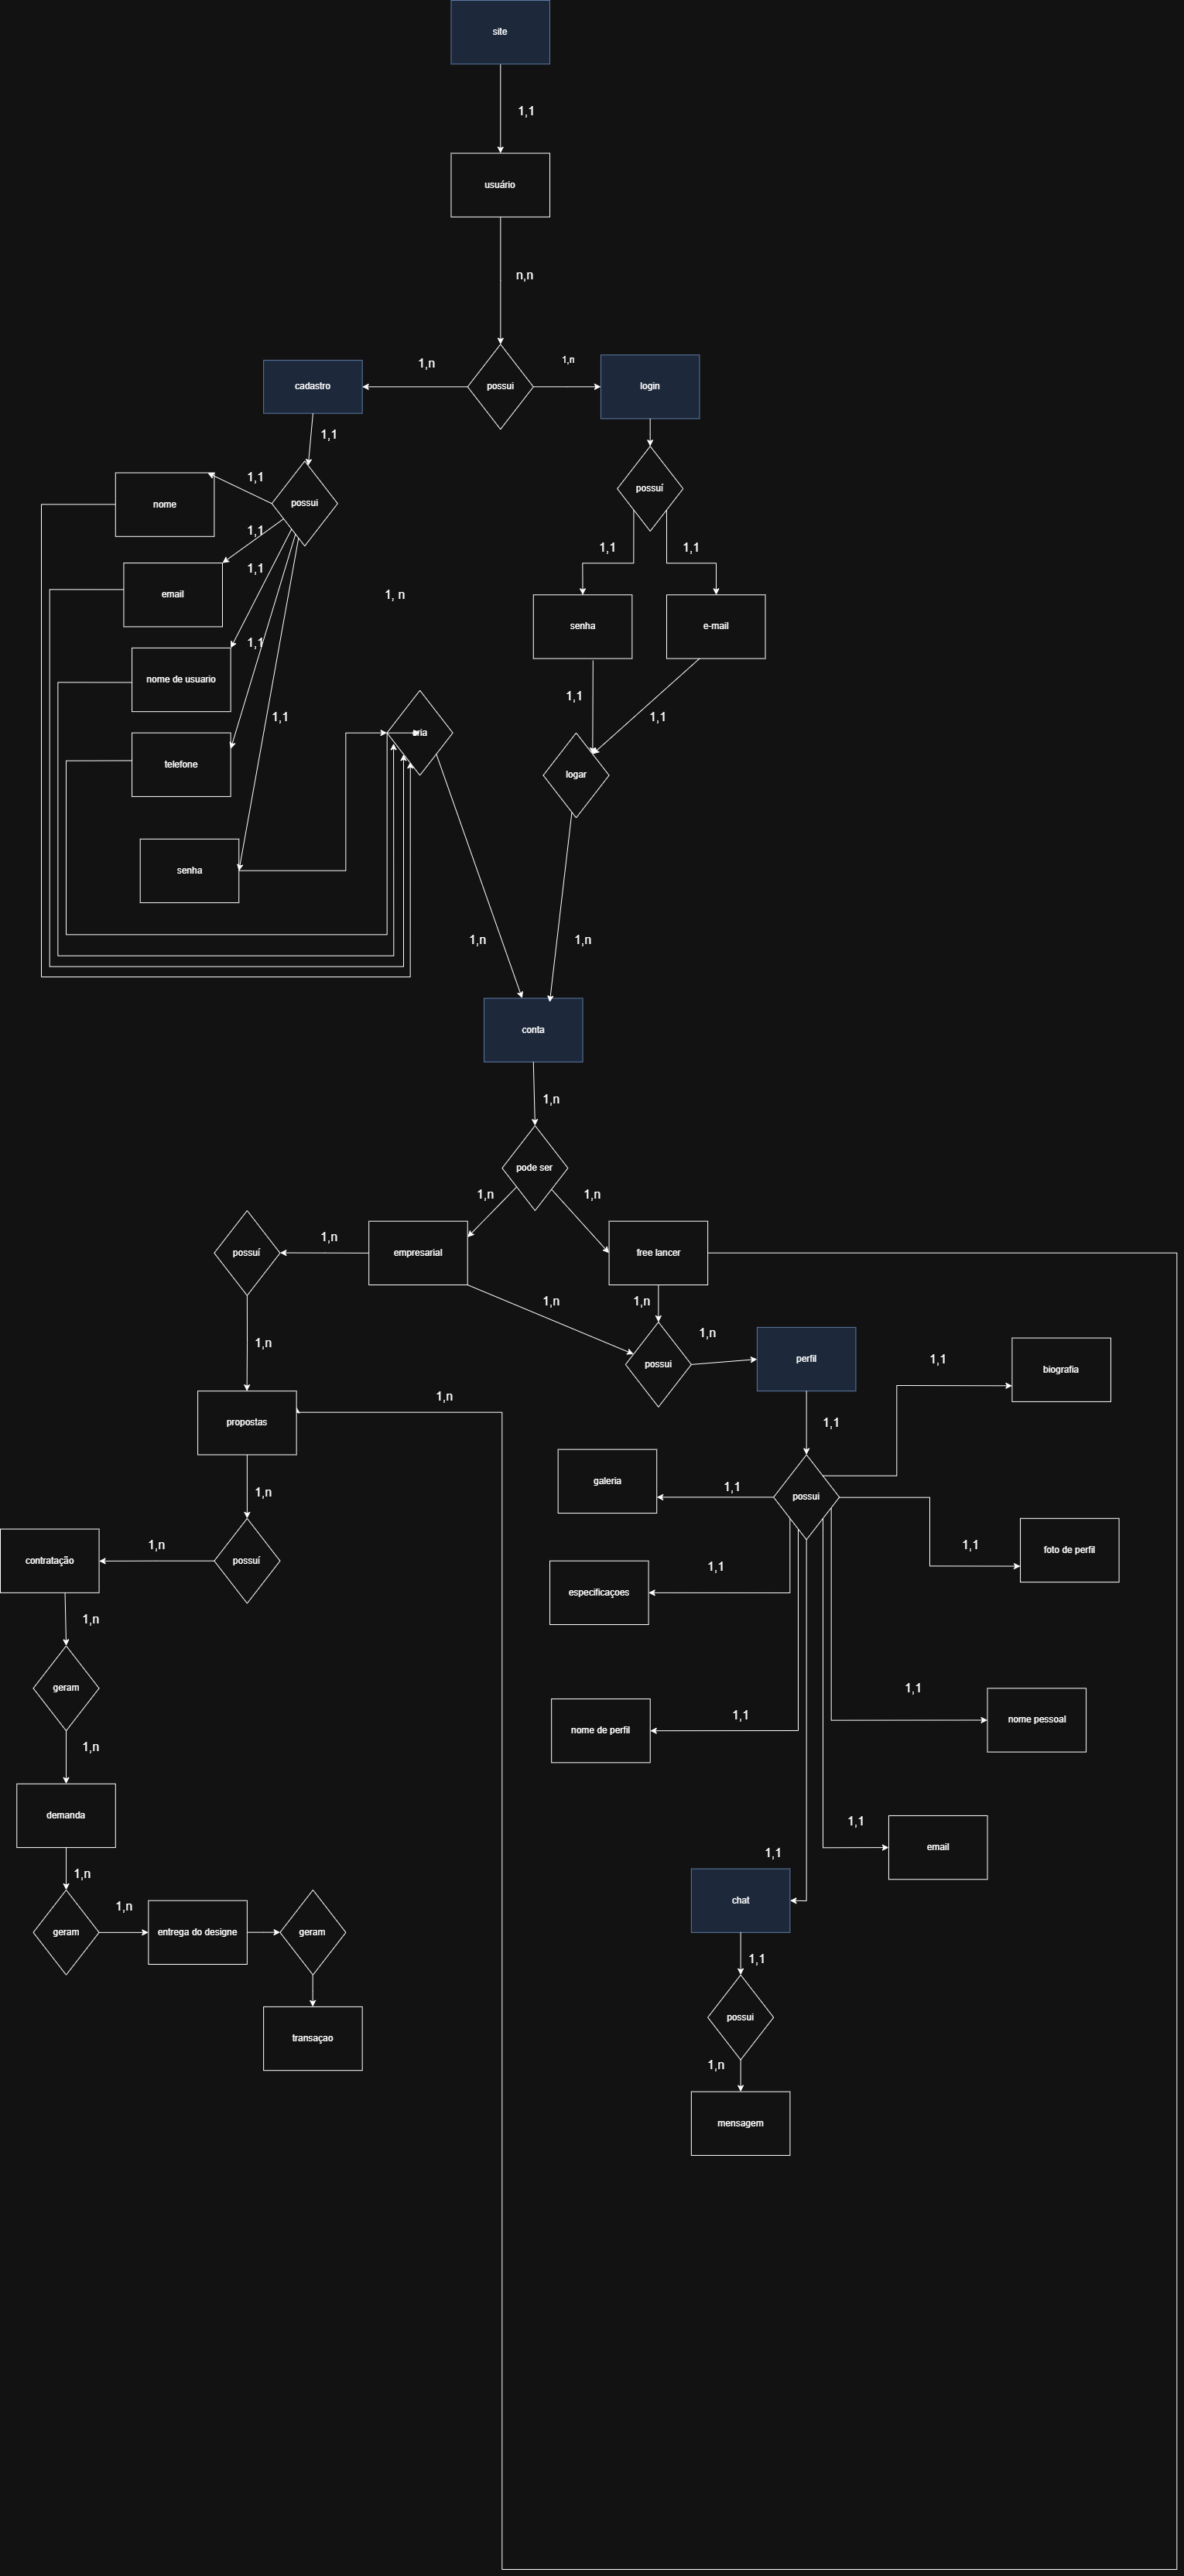 site
1,1
usuário
n,n
possui
1,n
1,n
cadastro
login
1,1
possui
possuí
nome
1,1
email
1,1
nome de usuario
1,1
telefone
1,1
senha
1,1
1, n
1,1
1,1
senha
e-mail
1,1
1,1
logar
1,n
1,n
conta
1,n
pode ser
1,n
1,n
empresarial
free lancer
1,n
possuí
1,n
1,n
1,n
possui
1,n
perfil
1,1
biografia
1,n
propostas
1,1
possui
galeria
1,1
1,n
possuí
1,n
contratação
1,1
foto de perfil
1,1
especificaçoes
1,n
geram
1,1
nome pessoal
1,1
nome de perfil
1,n
demanda
1,1
email
1,1
chat
1,n
geram
1,n
entrega do designe
geram
transaçao
1,1
possui
1,n
mensagem